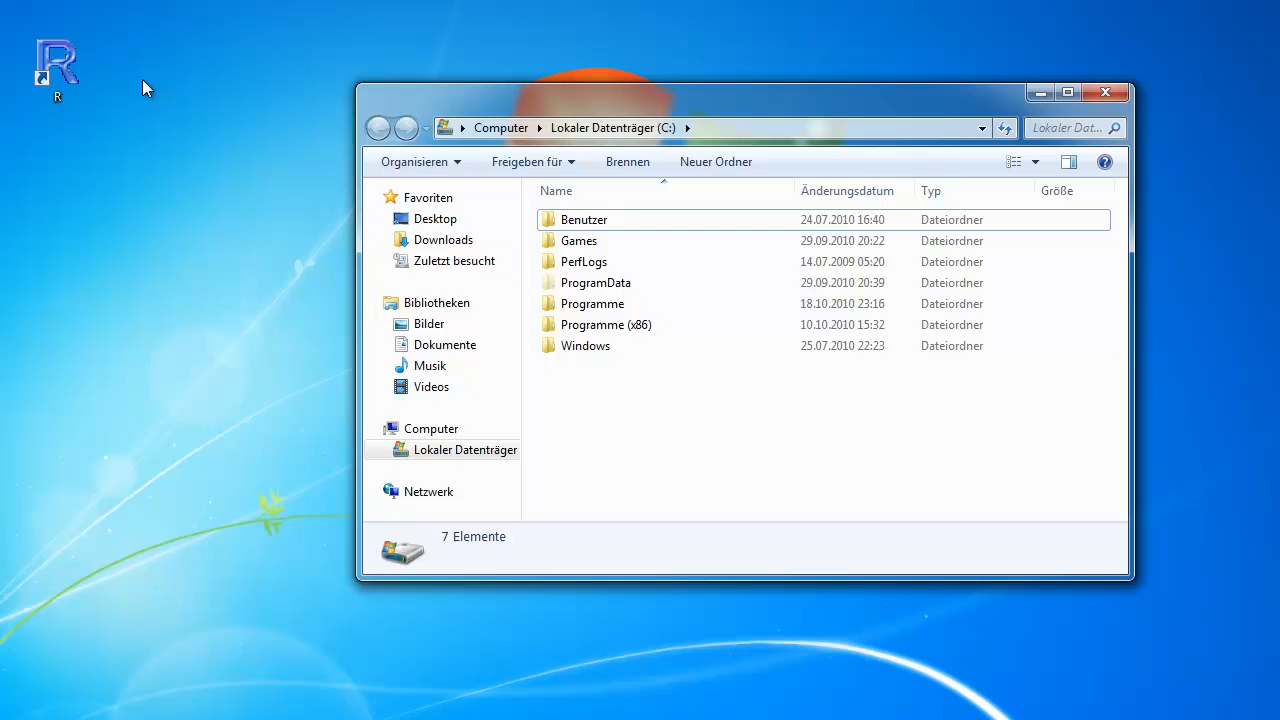 R
Computer Lokaler Datenträger (C:) Lokaler Dat...
Organisieren Freigeben für Brennen Neuer Ordner
Name Änderungsdatum Typ Größe
Favoriten
Desktop
Downloads
Zuletzt besucht
Bibliotheken
Bilder
Dokumente
Musik
Videos
Computer
Lokaler Datenträger
Netzwerk
Benutzer 24.07.2010 16:40 Dateiordner
Games 29.09.2010 20:22 Dateiordner
PerfLogs 14.07.2009 05:20 Dateiordner
ProgramData 29.09.2010 20:39 Dateiordner
Programme 18.10.2010 23:16 Dateiordner
Programme (x86) 10.10.2010 15:32 Dateiordner
Windows 25.07.2010 22:23 Dateiordner
7 Elemente